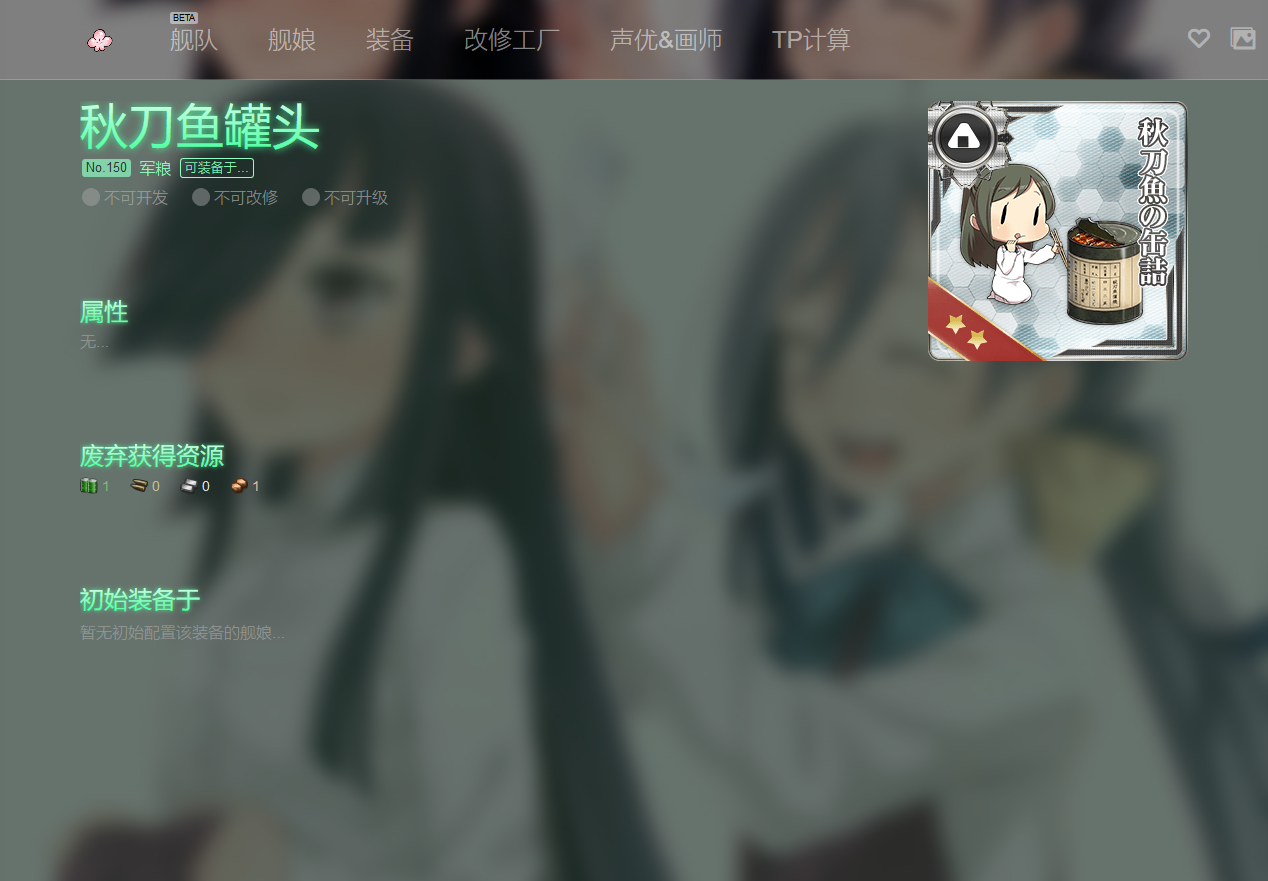 BETA
舰队 舰娘 装备 改修工厂 声优&画师 TP计算
秋刀鱼罐头
No.150 军粮 可装备于...
不可开发 不可改修 不可升级
秋刀魚の缶詰
属性
无...
废弃获得资源
1 0 0 1
初始装备于
暂无初始配置该装备的舰娘...